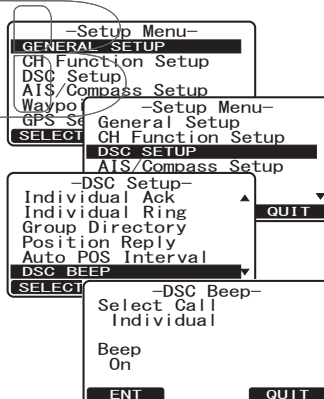 -Setup Menu-
GENERAL SETUP
CH Function Setup
DSC Setup
AIS/Compass Setup
GPS
SELECT
-Setup Menu-
General Setup
CH Function Setup
DSC SETUP
AIS/Compass Setup
QUIT
-DSC Setup-
Individual Ack
Individual Ring
Group Directory
Position Reply
Auto POS Interval
DSC BEEP
SELECT
-DSC Beep-
Select Call
Individual
Beep
On
ENT QUIT